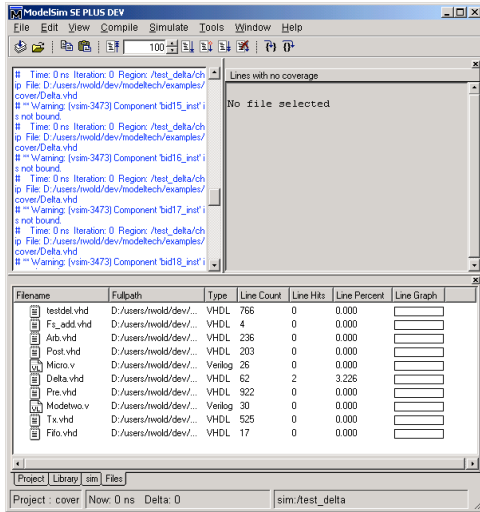 ModelSim SE PLUS DEV
File Edit View Compile Simulate Tools Window Help
100
# Time: 0 ns Iteration: 0 Region: /test_delta/ch
ip File: D:/users/rwold/dev/modeltech/examples/
cover/Delta.vhd
# ** Warning: (vsim-3473) Component 'bid15_inst' i
s not bound.
# Time: 0 ns Iteration: 0 Region: /test_delta/ch
ip File: D:/users/rwold/dev/modeltech/examples/
cover/Delta.vhd
# ** Warning: (vsim-3473) Component 'bid16_inst' i
s not bound.
# Time: 0 ns Iteration: 0 Region: /test_delta/ch
ip File: D:/users/rwold/dev/modeltech/examples/
cover/Delta.vhd
# ** Warning: (vsim-3473) Component 'bid17_inst' i
s not bound.
# Time: 0 ns Iteration: 0 Region: /test_delta/ch
ip File: D:/users/rwold/dev/modeltech/examples/
cover/Delta.vhd
# ** Warning: (vsim-3473) Component 'bid18_inst' i
Lines with no coverage
No file selected
Filename Fullpath Type Line Count Line Hits Line Percent Line Graph
testdel.vhd D:/users/rwold/dev/... VHDL 766 0 0.000
Fs_add.vhd D:/users/rwold/dev/... VHDL 4 0 0.000
Arb.vhd D:/users/rwold/dev/... VHDL 236 0 0.000
Post.vhd D:/users/rwold/dev/... VHDL 203 0 0.000
Micro.v D:/users/rwold/dev/... Verilog 26 0 0.000
Delta.vhd D:/users/rwold/dev/... VHDL 62 2 3.226
Pre.vhd D:/users/rwold/dev/... VHDL 922 0 0.000
Modetwo.v D:/users/rwold/dev/... Verilog 30 0 0.000
Tx.vhd D:/users/rwold/dev/... VHDL 525 0 0.000
Fifo.vhd D:/users/rwold/dev/... VHDL 17 0 0.000
Project Library sim Files
Project : cover Now: 0 ns Delta: 0 sim:/test_delta